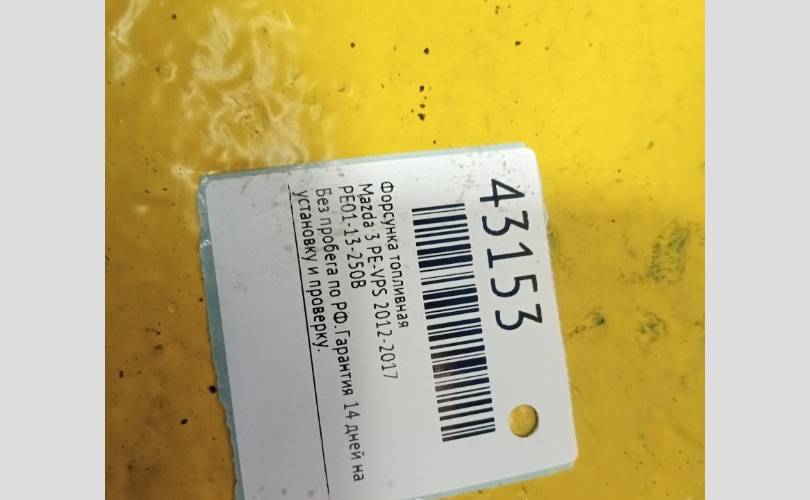 43153
Форсунка топливная
Mazda 3 PE-VPS 2012-2017
PE01-13-250B
Без пробега по РФ.Гарантия 14 дней на
установку и проверку.